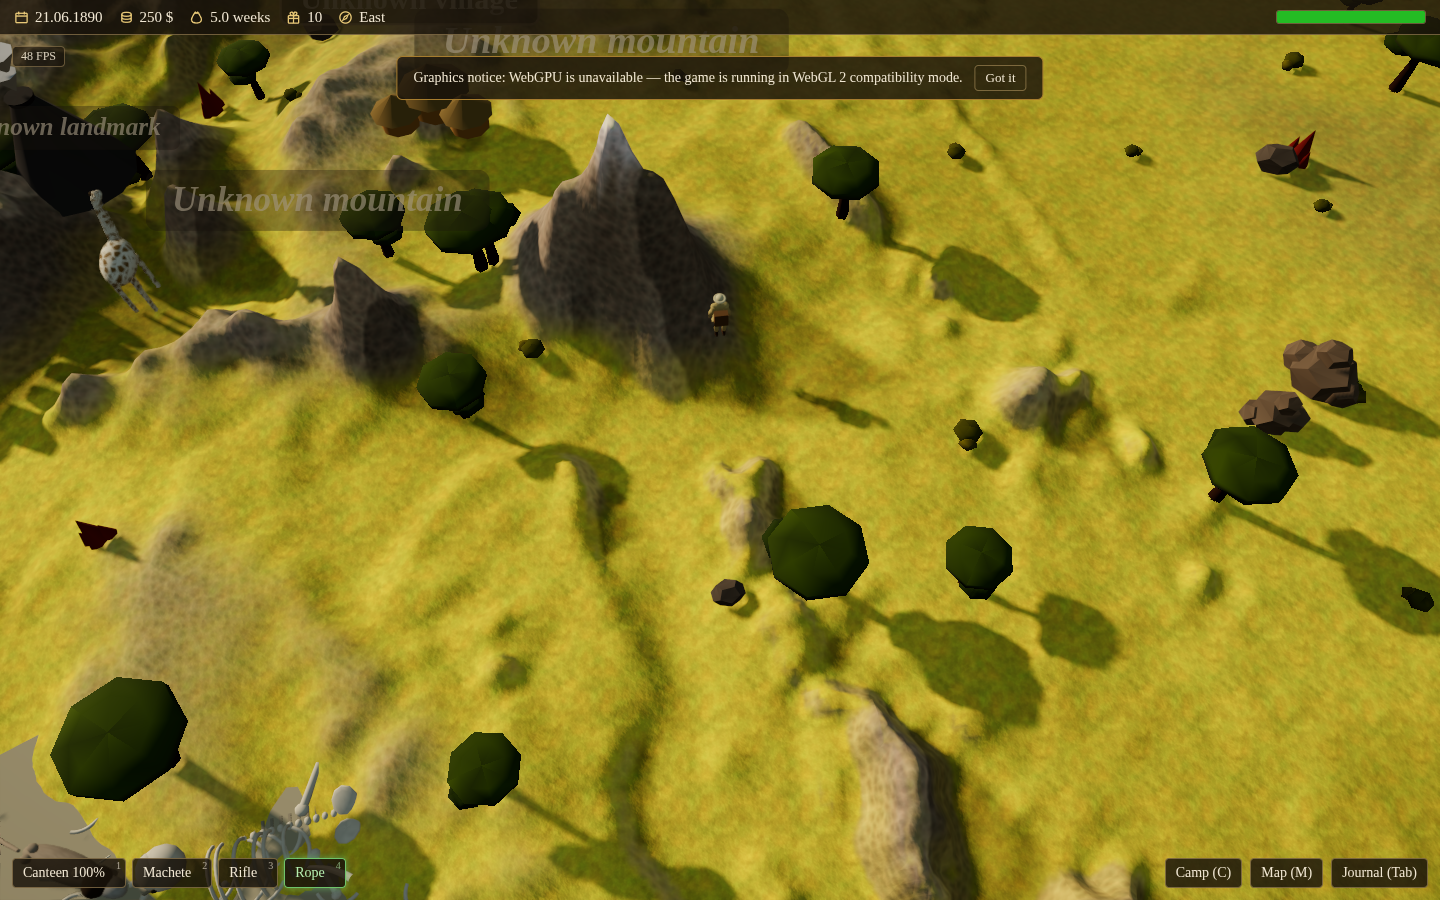 21.06.1890 250 $ 5.0 weeks 10 East
Unknown village
Unknown mountain
48 FPS
Graphics notice: WebGPU is unavailable — the game is running in WebGL 2 compatibility mode. Got it
nown landmark
Unknown mountain
Canteen 100% 1 Machete 2 Rifle 3 Rope 4
Camp (C) Map (M) Journal (Tab)